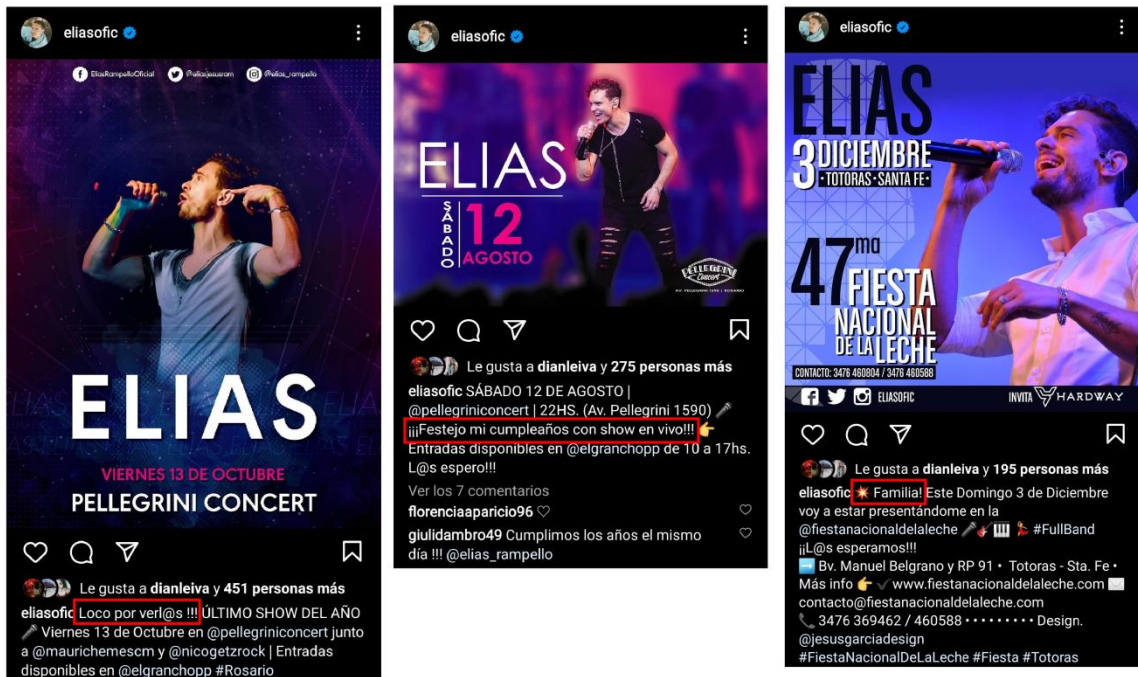 eliasofic
EliasRampelloOficial @eliasjesusram @elias_rampello
ELIAS
VIERNES 13 DE OCTUBRE
PELLEGRINI CONCERT
Le gusta a dianleiva y 451 personas más
eliasofic Loco por verl@s !!! ÚLTIMO SHOW DEL AÑO
🎤 Viernes 13 de Octubre en @pellegriniconcert junto
a @maurichemescm y @nicogetzrock | Entradas
disponibles en @elgranchopp #Rosario
eliasofic
ELIAS
SÁBADO
12
AGOSTO
PELLEGRINI
Concert
AV. PELLEGRINI 1590 | ROSARIO
Le gusta a dianleiva y 275 personas más
eliasofic SÁBADO 12 DE AGOSTO |
@pellegriniconcert | 22HS. (Av. Pellegrini 1590) 🎤
¡¡¡Festejo mi cumpleaños con show en vivo!!! 👉
Entradas disponibles en @elgranchopp de 10 a 17hs.
L@s espero!!!
Ver los 7 comentarios
florenciaaparicio96 ♡
giulidambro49 Cumplimos los años el mismo
día !!! @elias_rampello
eliasofic
ELIAS
3 DICIEMBRE
•TOTORAS•SANTA FE•
47ma
FIESTA
NACIONAL
DE LA LECHE
CONTACTO: 3476 460804 / 3476 460588
ELIASOFIC INVITA HARDWAY
Le gusta a dianleiva y 195 personas más
eliasofic 💥 Familia! Este Domingo 3 de Diciembre
voy a estar presentándome en la
@fiestanacionaldelaleche 🎤🎸🎹 💃 #FullBand
¡¡L@s esperamos!!!
➡️ Bv. Manuel Belgrano y RP 91 • Totoras - Sta. Fe •
Más info 👉 ✓www.fiestanacionaldelaleche.com ✉️
contacto@fiestanacionaldelaleche.com
📞 3476 369462 / 460588 • • • • • • • • • Design.
@jesusgarciadesign
#FiestaNacionalDeLaLeche #Fiesta #Totoras